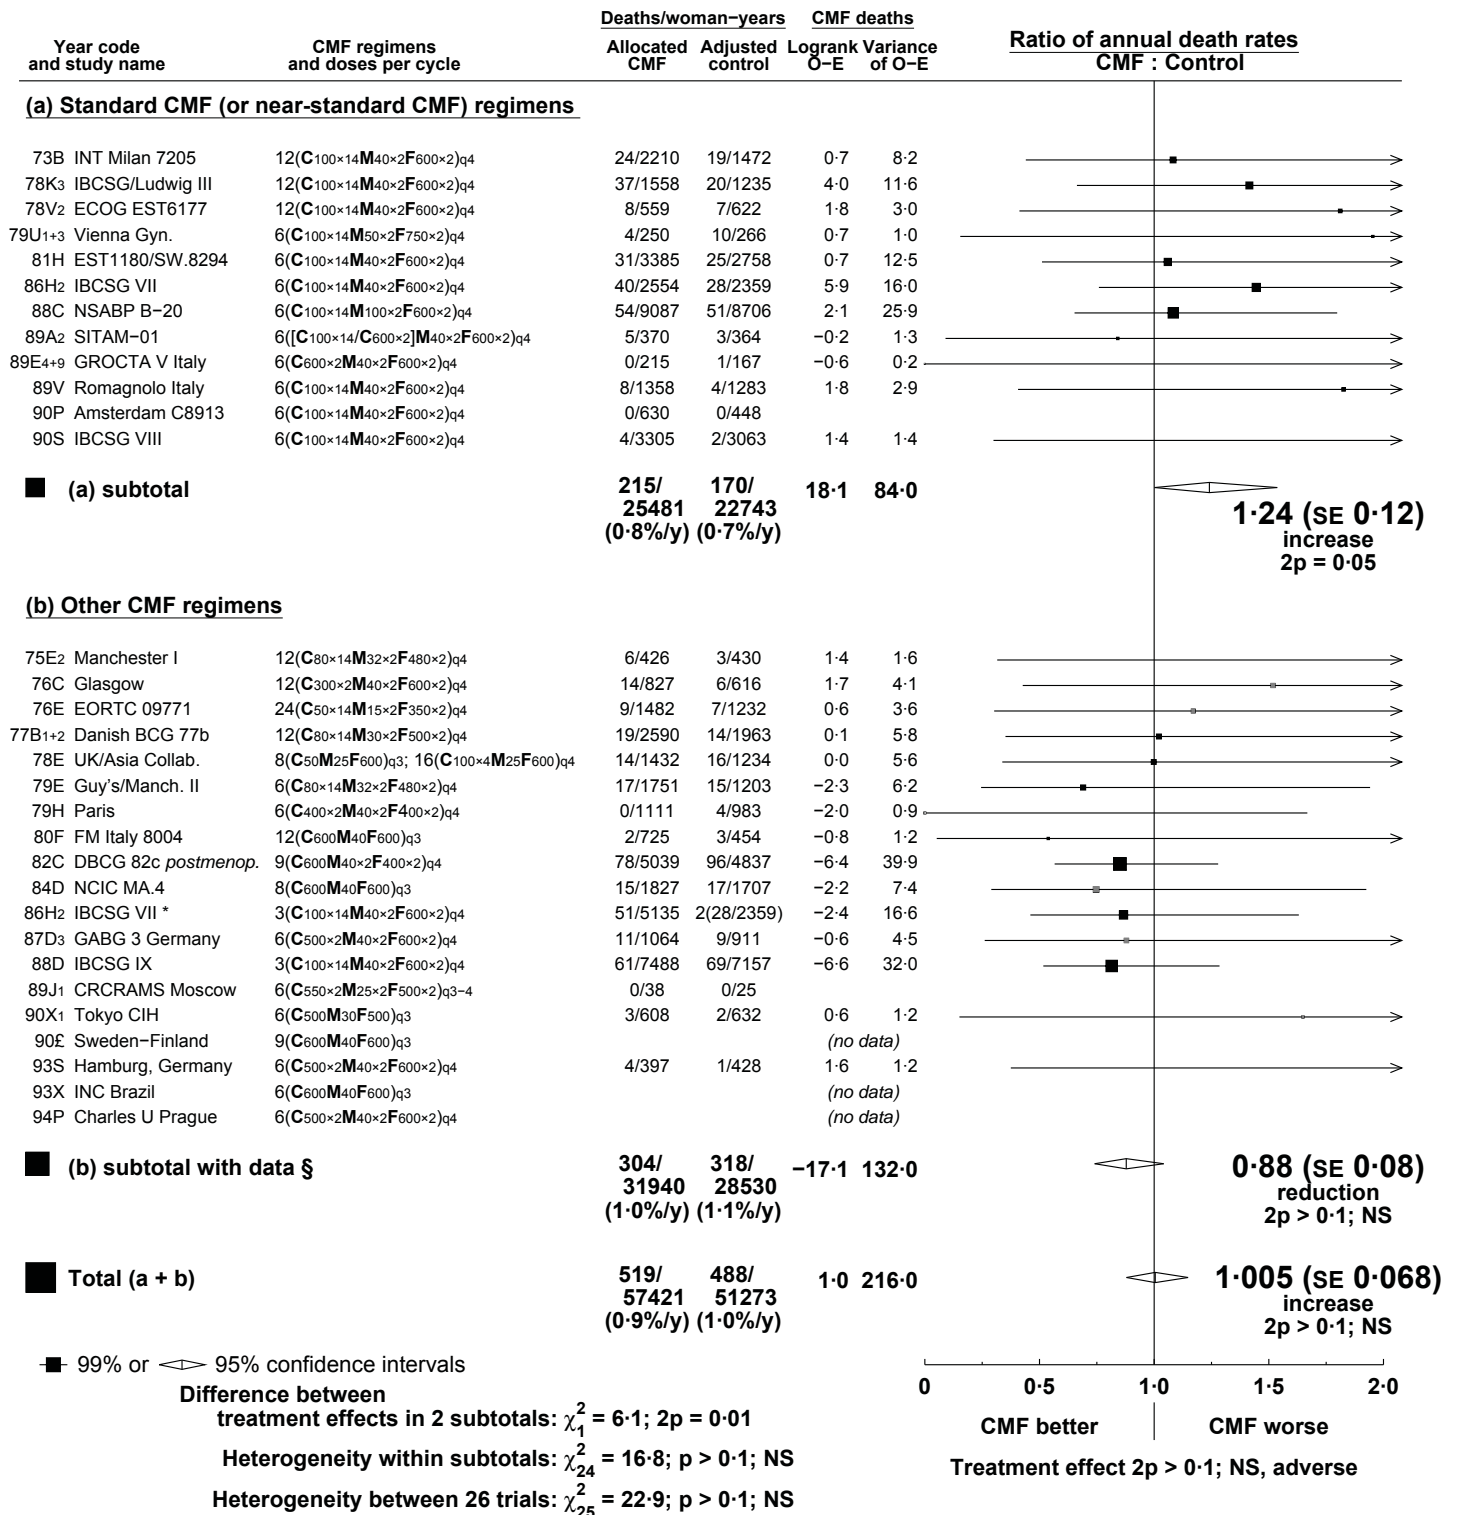 Deaths/woman−years CMF deaths
Year code CMF regimens Allocated Adjusted Logrank Variance Ratio of annual death rates
and study name and doses per cycle CMF control O−E of O−E CMF : Control
(a) Standard CMF (or near-standard CMF) regimens
73B INT Milan 7205 12(C100×14M40×2F600×2)q4 24/2210 19/1472 0·7 8·2
78K3 IBCSG/Ludwig III 12(C100×14M40×2F600×2)q4 37/1558 20/1235 4·0 11·6
78V2 ECOG EST6177 12(C100×14M40×2F600×2)q4 8/559 7/622 1·8 3·0
79U1+3 Vienna Gyn. 6(C100×14M50×2F750×2)q4 4/250 10/266 0·7 1·0
81H EST1180/SW.8294 6(C100×14M40×2F600×2)q4 31/3385 25/2758 0·7 12·5
86H2 IBCSG VII 6(C100×14M40×2F600×2)q4 40/2554 28/2359 5·9 16·0
88C NSABP B−20 6(C100×14M100×2F600×2)q4 54/9087 51/8706 2·1 25·9
89A2 SITAM−01 6([C100×14/C600×2]M40×2F600×2)q4 5/370 3/364 −0·2 1·3
89E4+9 GROCTA V Italy 6(C600×2M40×2F600×2)q4 0/215 1/167 −0·6 0·2
89V Romagnolo Italy 6(C100×14M40×2F600×2)q4 8/1358 4/1283 1·8 2·9
90P Amsterdam C8913 6(C100×14M40×2F600×2)q4 0/630 0/448
90S IBCSG VIII 6(C100×14M40×2F600×2)q4 4/3305 2/3063 1·4 1·4
(a) subtotal 215/ 170/ 18·1 84·0
25481 22743 1·24 (SE 0·12)
(0·8%/y) (0·7%/y) increase
2p = 0·05
(b) Other CMF regimens
75E2 Manchester I 12(C80×14M32×2F480×2)q4 6/426 3/430 1·4 1·6
76C Glasgow 12(C300×2M40×2F600×2)q4 14/827 6/616 1·7 4·1
76E EORTC 09771 24(C50×14M15×2F350×2)q4 9/1482 7/1232 0·6 3·6
77B1+2 Danish BCG 77b 12(C80×14M30×2F500×2)q4 19/2590 14/1963 0·1 5·8
78E UK/Asia Collab. 8(C50M25F600)q3; 16(C100×4M25F600)q4 14/1432 16/1234 0·0 5·6
79E Guy's/Manch. II 6(C80×14M32×2F480×2)q4 17/1751 15/1203 −2·3 6·2
79H Paris 6(C400×2M40×2F400×2)q4 0/1111 4/983 −2·0 0·9
80F FM Italy 8004 12(C600M40F600)q3 2/725 3/454 −0·8 1·2
82C DBCG 82c postmenop. 9(C600M40×2F400×2)q4 78/5039 96/4837 −6·4 39·9
84D NCIC MA.4 8(C600M40F600)q3 15/1827 17/1707 −2·2 7·4
86H2 IBCSG VII * 3(C100×14M40×2F600×2)q4 51/5135 2(28/2359) −2·4 16·6
87D3 GABG 3 Germany 6(C500×2M40×2F600×2)q4 11/1064 9/911 −0·6 4·5
88D IBCSG IX 3(C100×14M40×2F600×2)q4 61/7488 69/7157 −6·6 32·0
89J1 CRCRAMS Moscow 6(C550×2M25×2F500×2)q3−4 0/38 0/25
90X1 Tokyo CIH 6(C500M30F500)q3 3/608 2/632 0·6 1·2
90£ Sweden−Finland 9(C600M40F600)q3 (no data)
93S Hamburg, Germany 6(C500×2M40×2F600×2)q4 4/397 1/428 1·6 1·2
93X INC Brazil 6(C600M40F600)q3 (no data)
94P Charles U Prague 6(C500×2M40×2F600×2)q4 (no data)
(b) subtotal with data § 304/ 318/ −17·1 132·0 0·88 (SE 0·08)
31940 28530 reduction
(1·0%/y) (1·1%/y) 2p > 0·1; NS
Total (a + b) 519/ 488/ 1·0 216·0 1·005 (SE 0·068)
57421 51273 increase
(0·9%/y) (1·0%/y) 2p > 0·1; NS
99% or 95% confidence intervals
0 0·5 1·0 1·5 2·0
Difference between
treatment effects in 2 subtotals: χ²₁ = 6·1; 2p = 0·01
CMF better CMF worse
Heterogeneity within subtotals: χ²₂₄ = 16·8; p > 0·1; NS
Treatment effect 2p > 0·1; NS, adverse
Heterogeneity between 26 trials: χ²₂₅ = 22·9; p > 0·1; NS